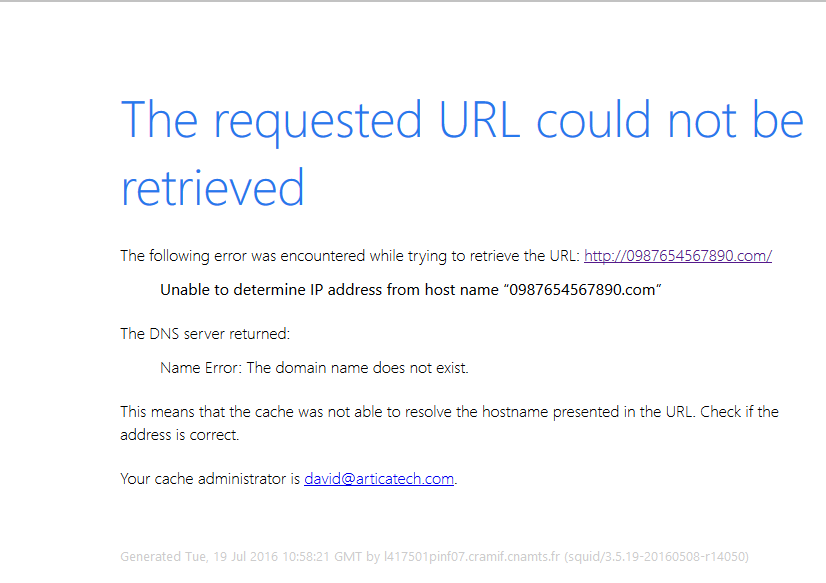 The requested URL could not be
retrieved
The following error was encountered while trying to retrieve the URL: http://0987654567890.com/
Unable to determine IP address from host name “0987654567890.com”
The DNS server returned:
Name Error: The domain name does not exist.
This means that the cache was not able to resolve the hostname presented in the URL. Check if the
address is correct.
Your cache administrator is david@articatech.com.
Generated Tue, 19 Jul 2016 10:58:21 GMT by l417501pinf07.cramif.cnamts.fr (squid/3.5.19-20160508-r14050)